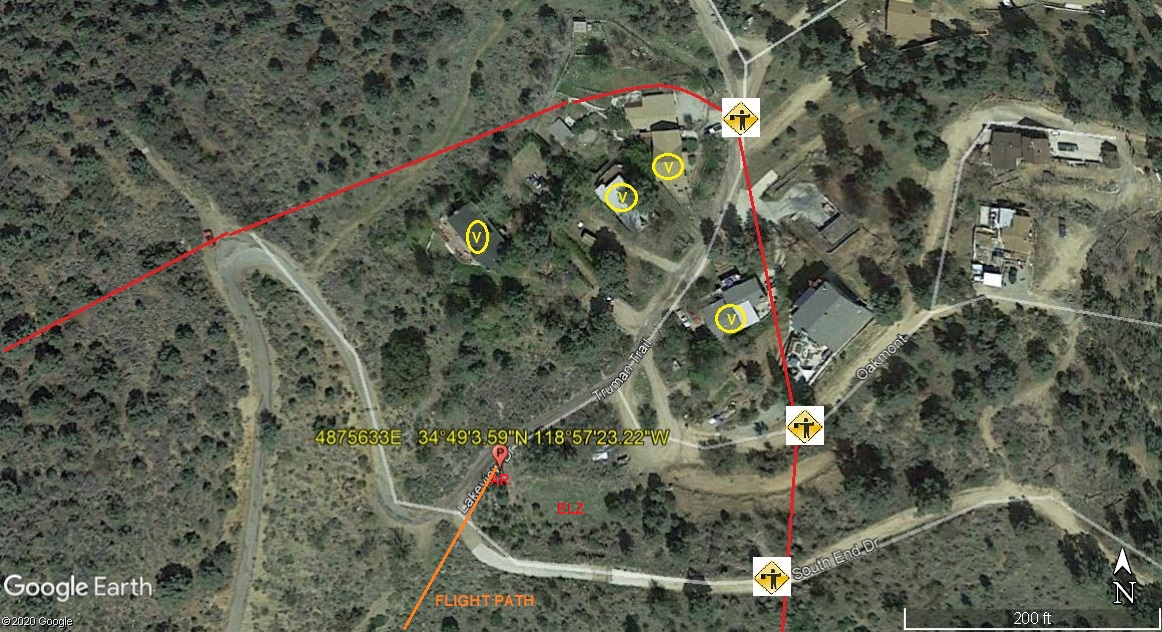 V
V
V
V
Oakmont
Truman Trail
4875633E 34°49'3.59"N 118°57'23.22"W
P
AR
Lakeview Dr
ELZ
South End Dr
FLIGHT PATH
Google Earth
N
©2020 Google
200 ft